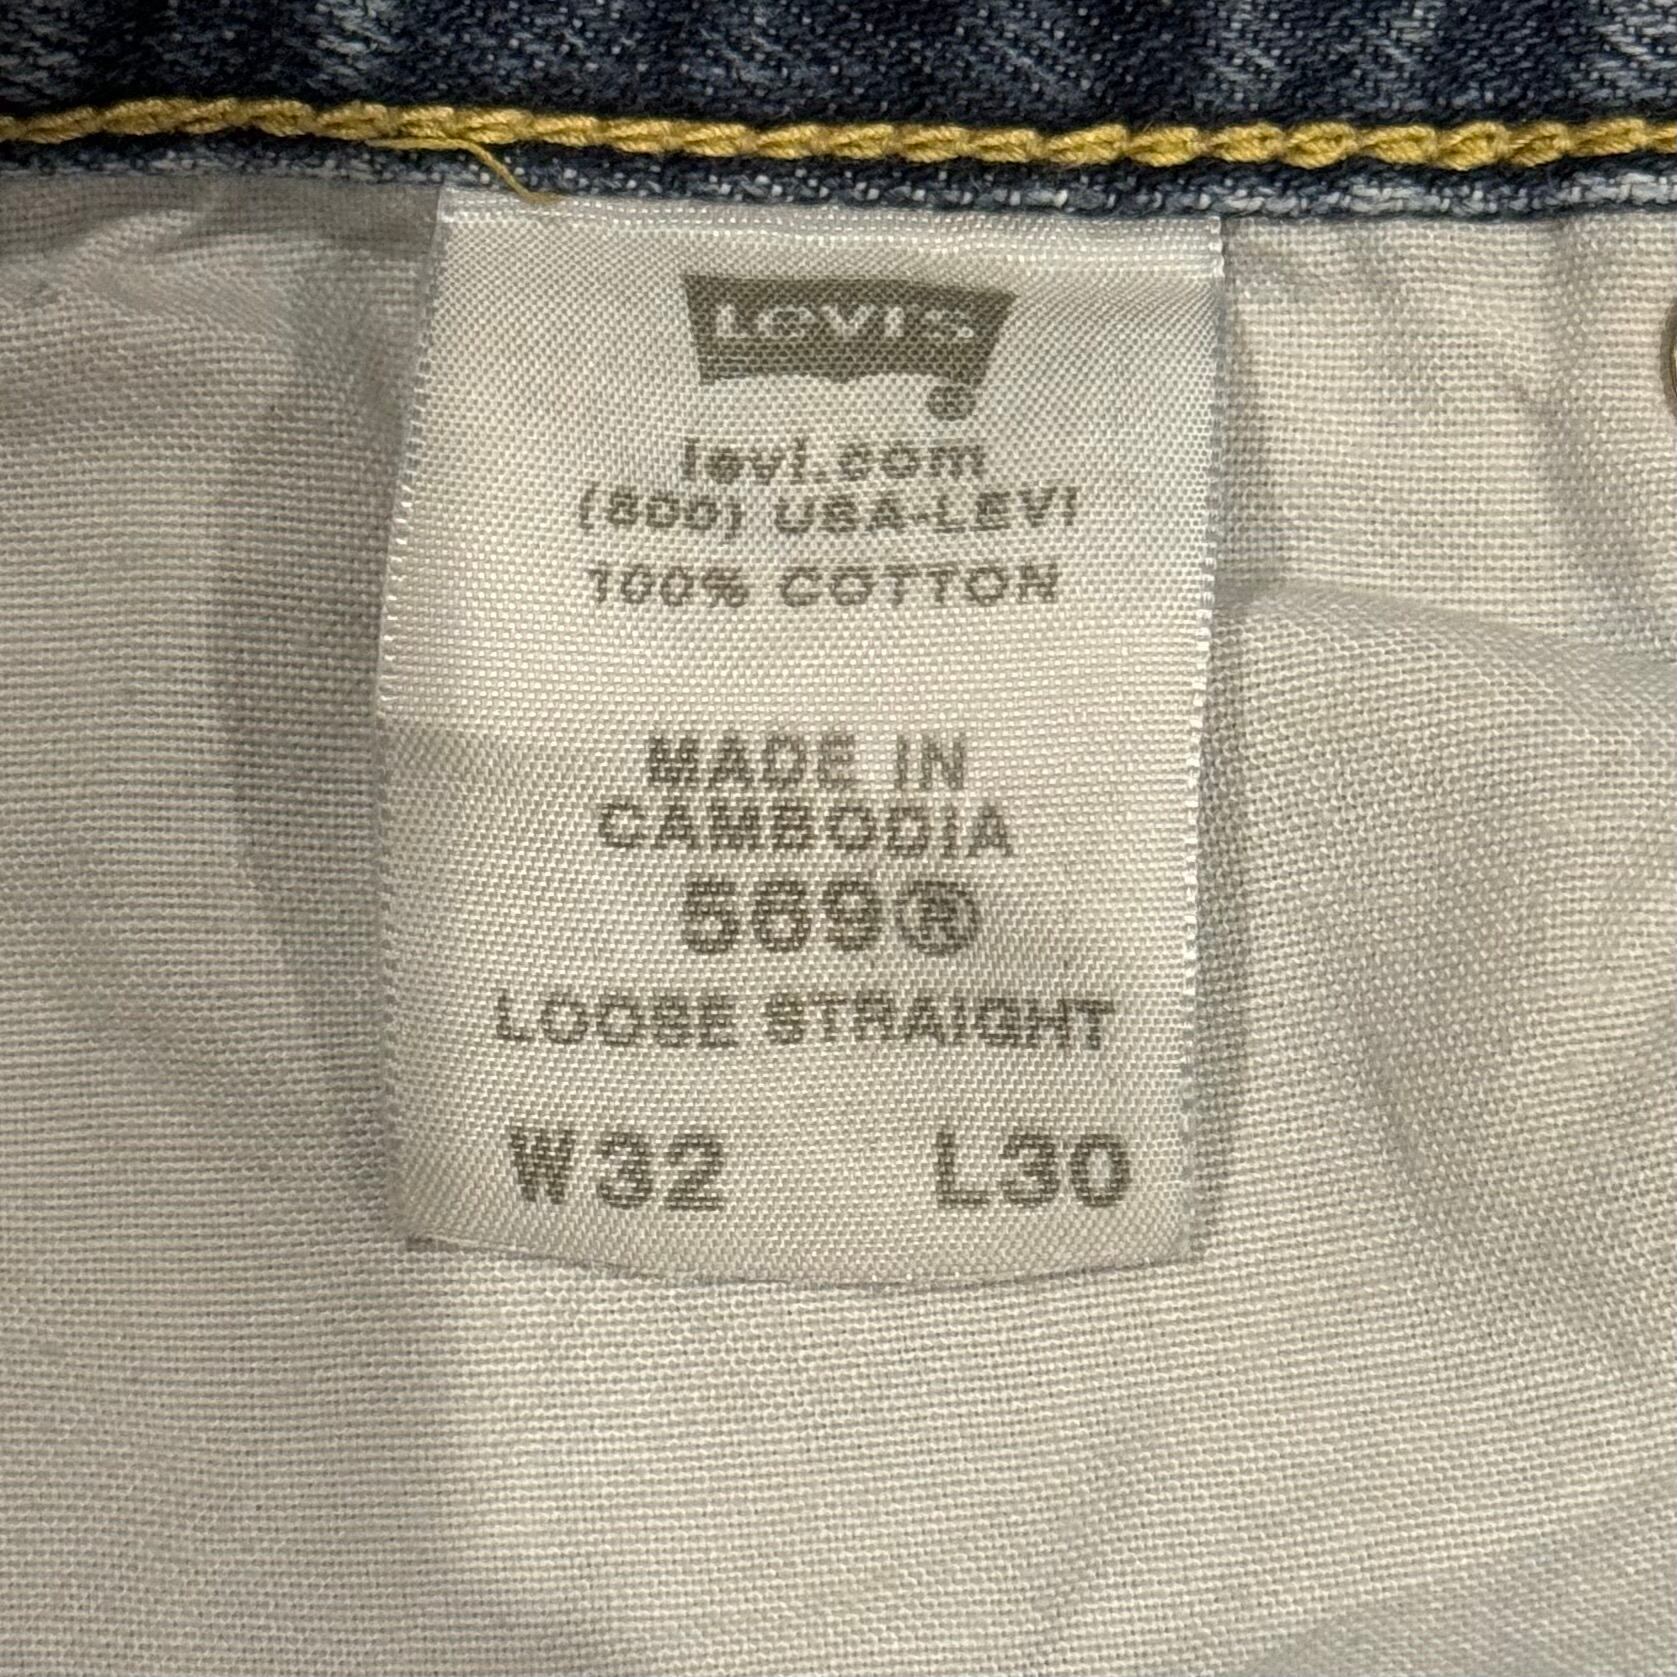 Levi's
®
levi.com
(800) USA-LEVI
100% COTTON
MADE IN
CAMBODIA
569®
LOOSE STRAIGHT
W32 L30